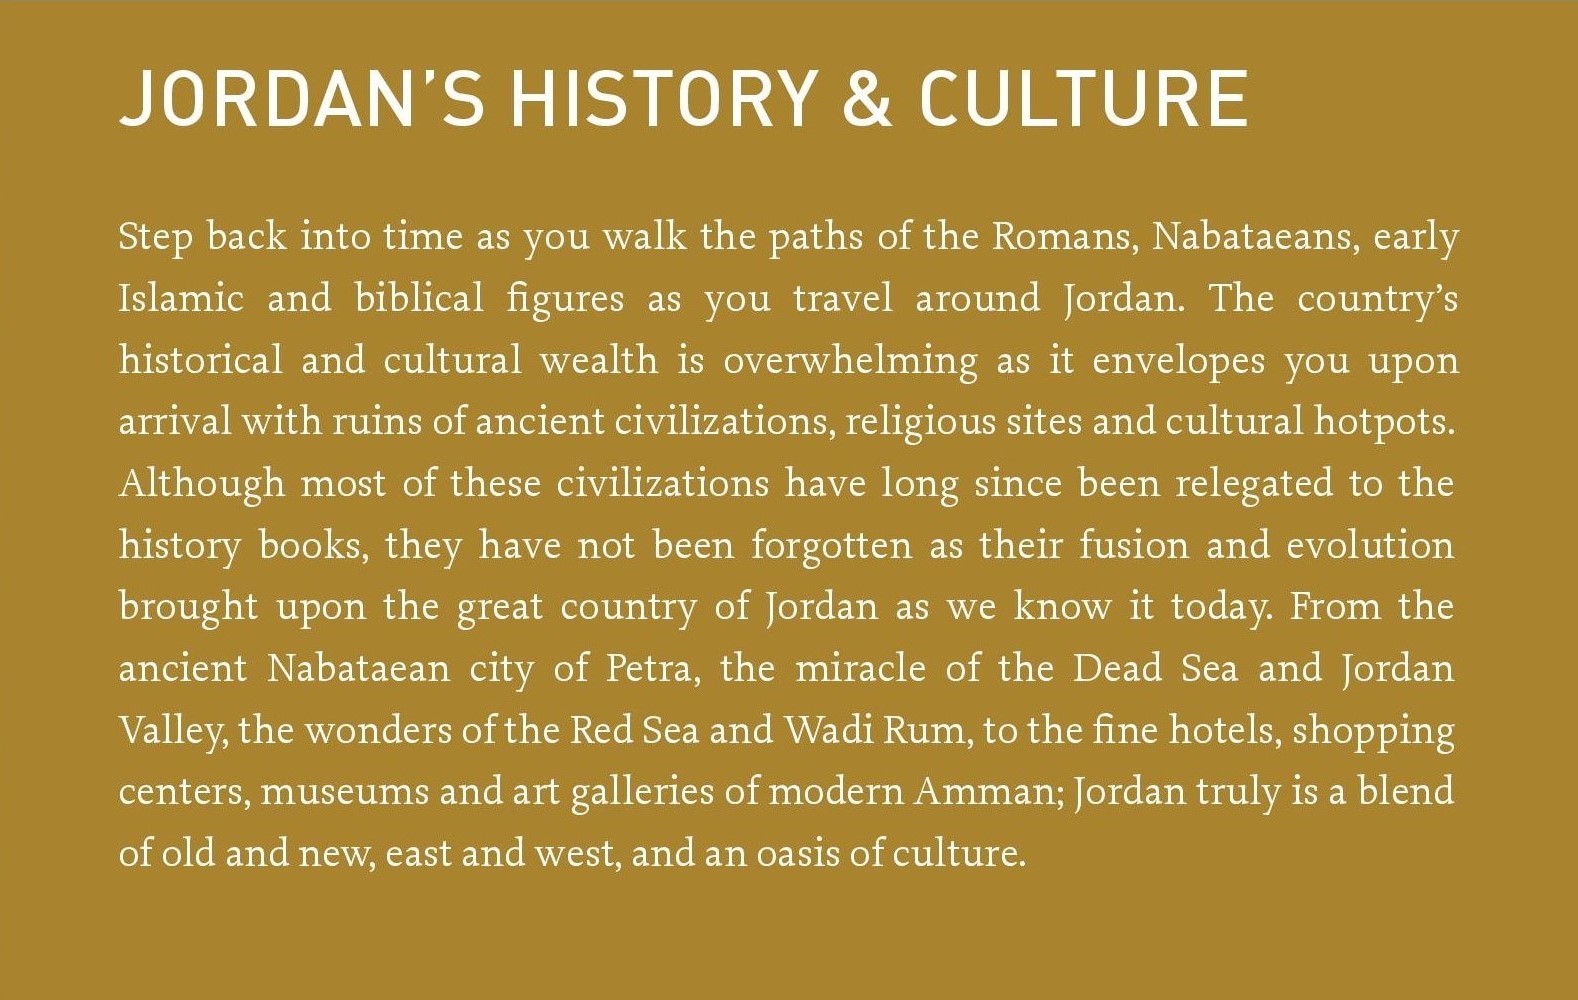 JORDAN’S HISTORY & CULTURE
Step back into time as you walk the paths of the Romans, Nabataeans, early
Islamic and biblical figures as you travel around Jordan. The country’s
historical and cultural wealth is overwhelming as it envelopes you upon
arrival with ruins of ancient civilizations, religious sites and cultural hotpots.
Although most of these civilizations have long since been relegated to the
history books, they have not been forgotten as their fusion and evolution
brought upon the great country of Jordan as we know it today. From the
ancient Nabataean city of Petra, the miracle of the Dead Sea and Jordan
Valley, the wonders of the Red Sea and Wadi Rum, to the fine hotels, shopping
centers, museums and art galleries of modern Amman; Jordan truly is a blend
of old and new, east and west, and an oasis of culture.